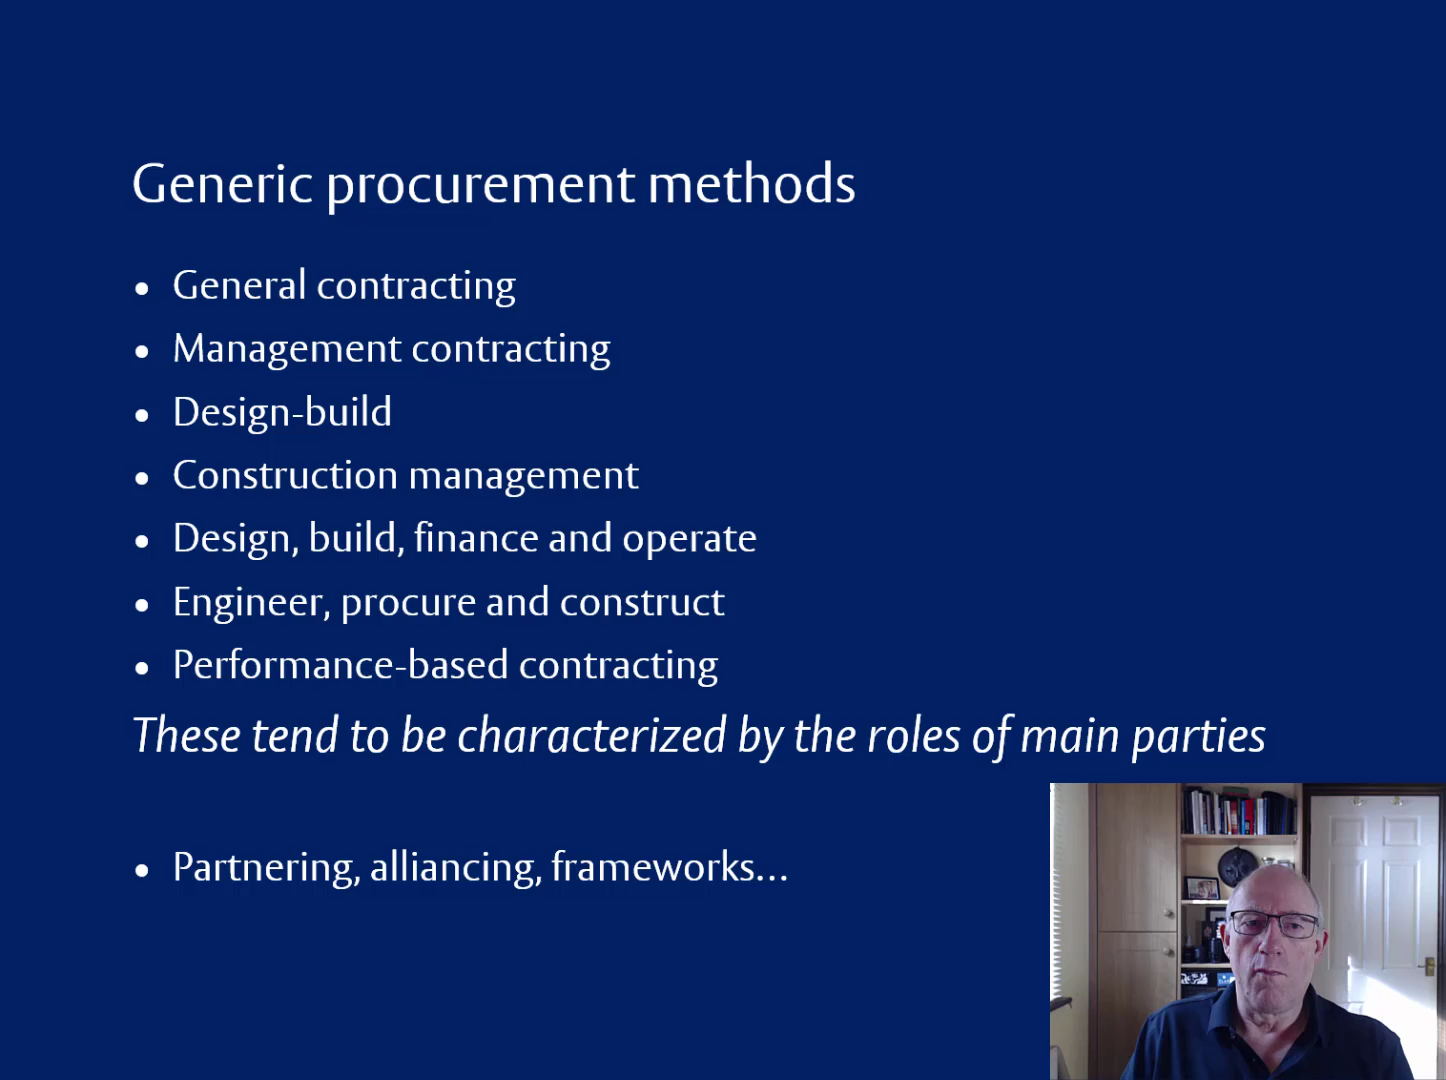 Generic procurement methods
• General contracting
• Management contracting
• Design-build
• Construction management
• Design, build, finance and operate
• Engineer, procure and construct
• Performance-based contracting
These tend to be characterized by the roles of main parties
• Partnering, alliancing, frameworks…